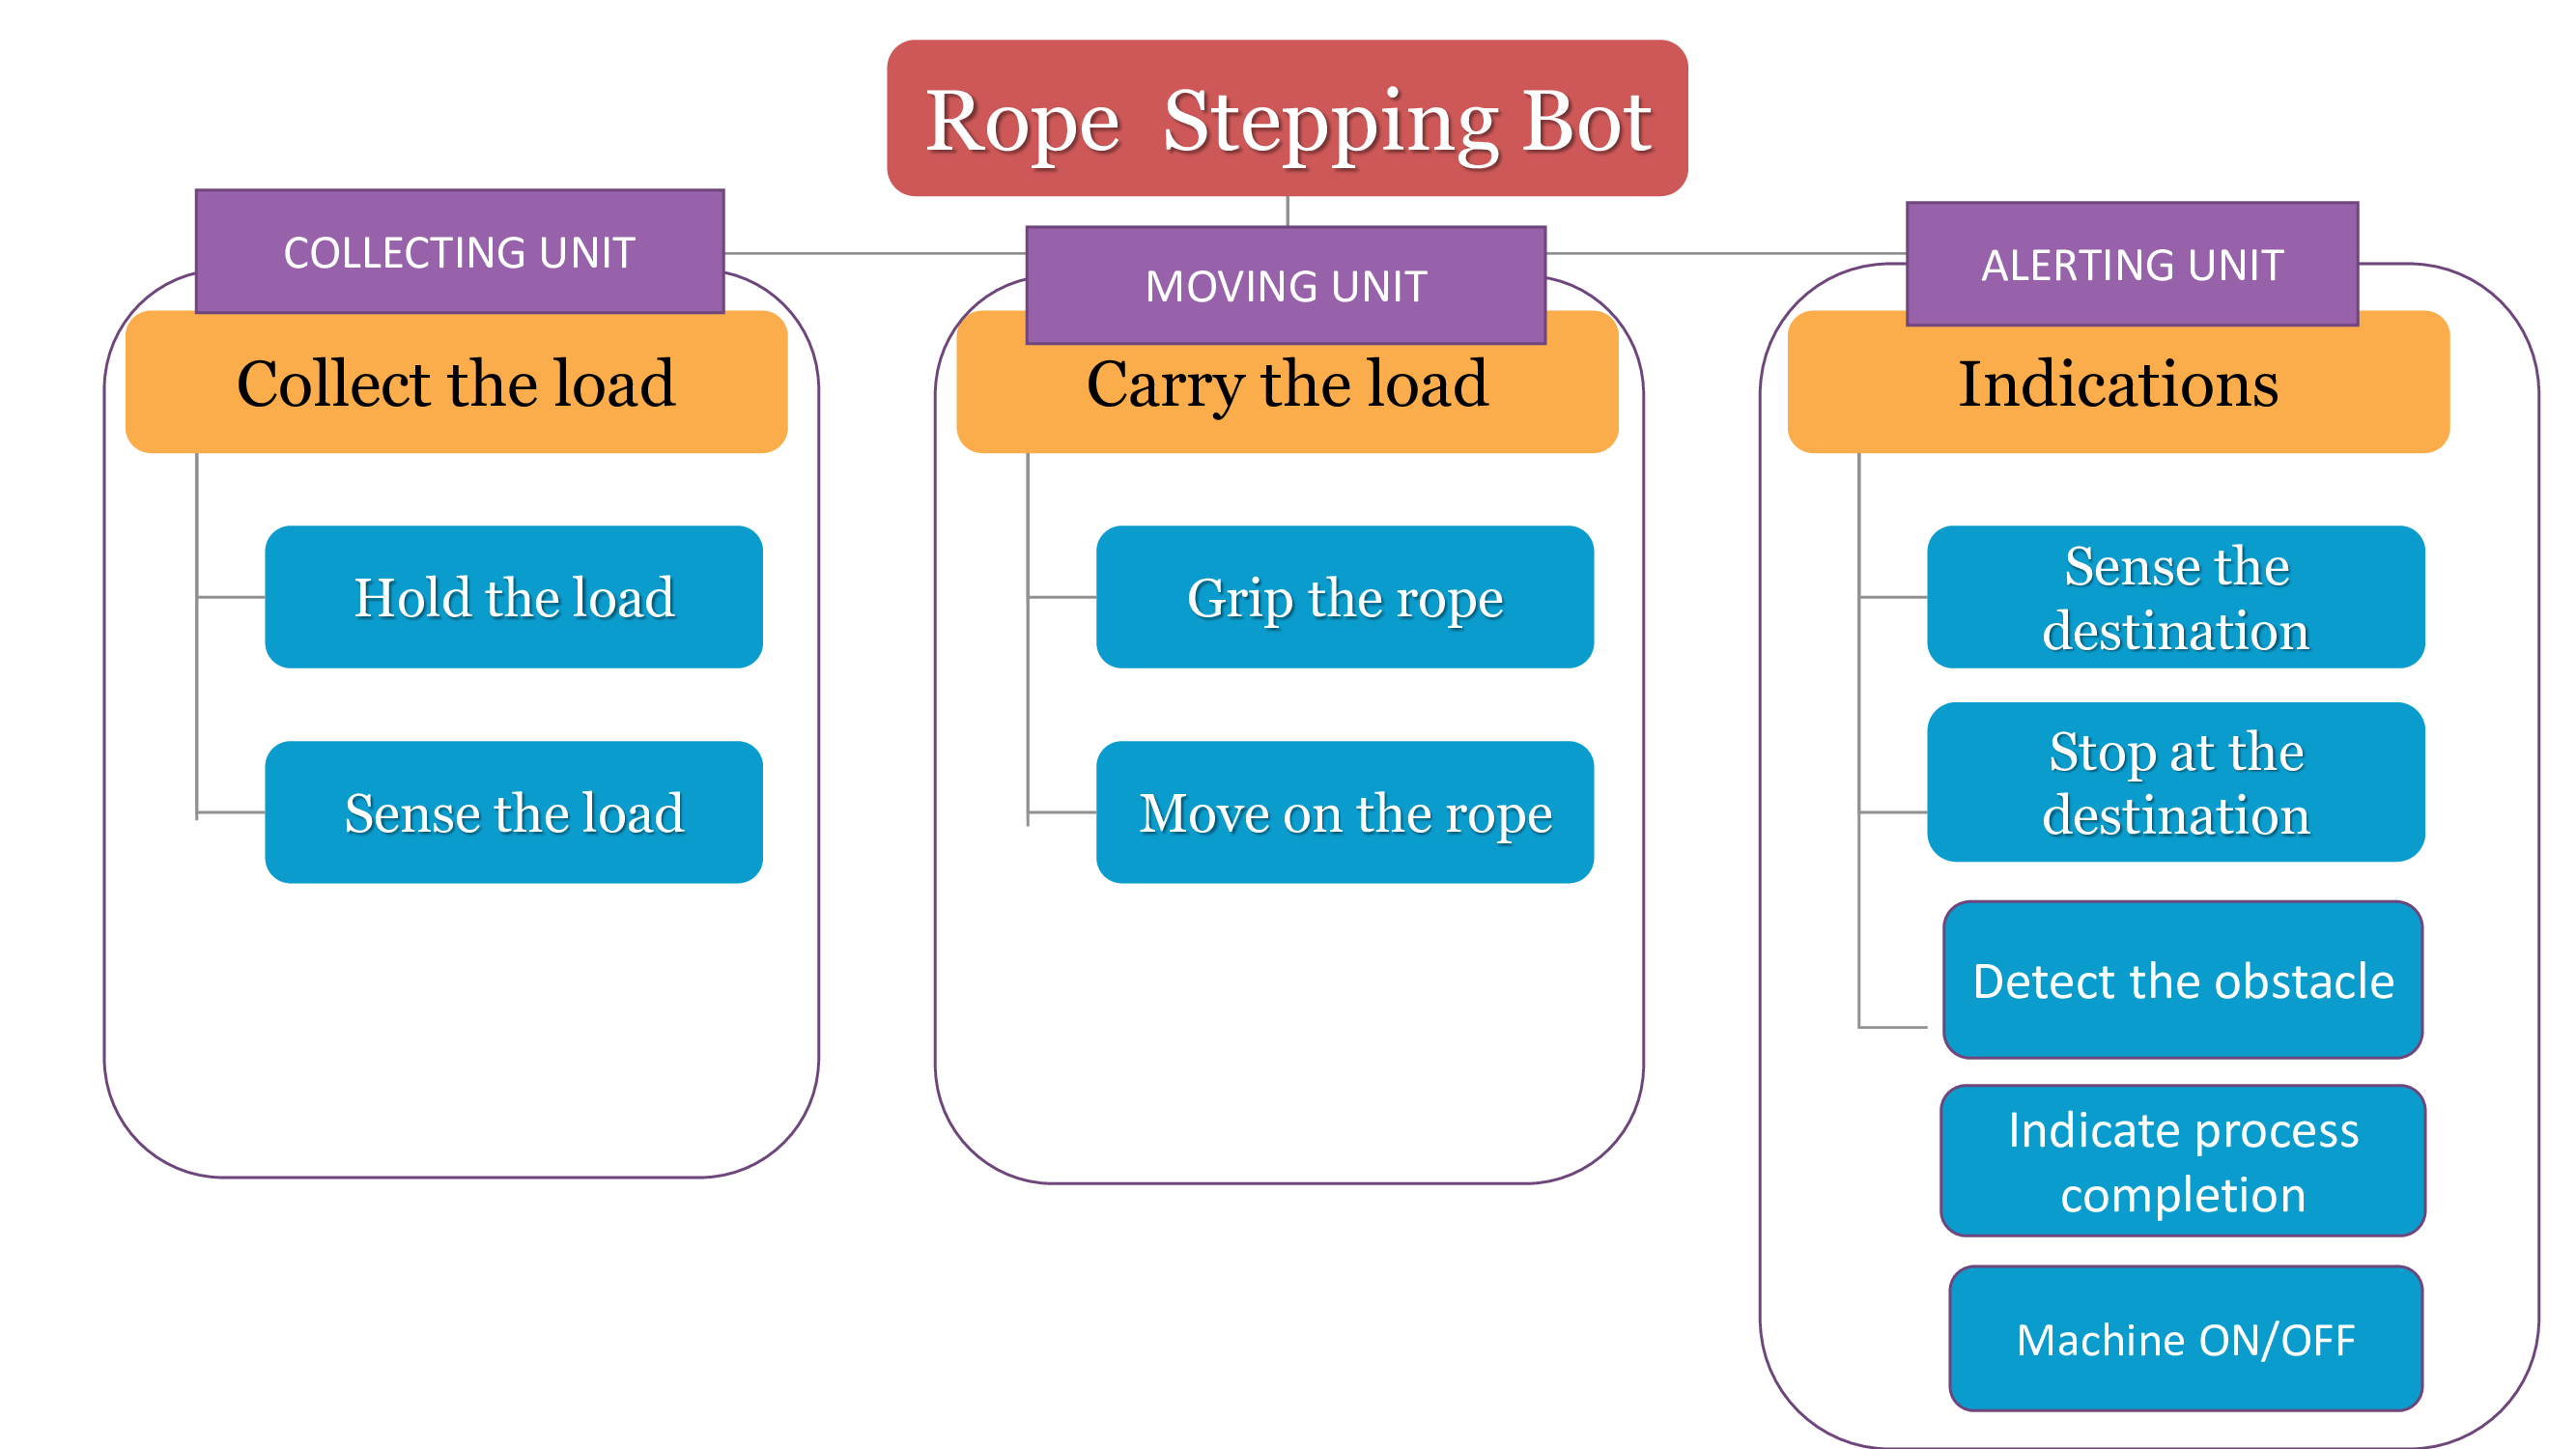 Rope Stepping Bot
COLLECTING UNIT
Collect the load
Hold the load
Sense the load
MOVING UNIT
Carry the load
Grip the rope
Move on the rope
ALERTING UNIT
Indications
Sense the
destination
Stop at the
destination
Detect the obstacle
Indicate process
completion
Machine ON/OFF